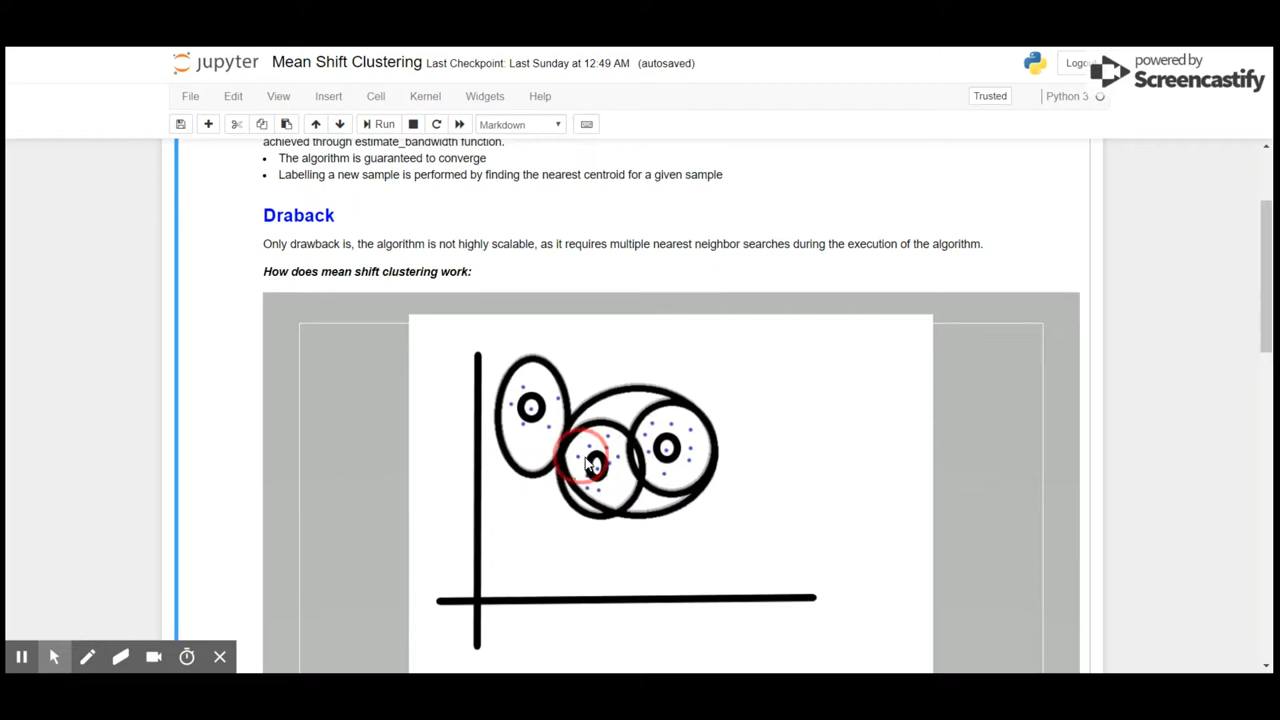 jupyter Mean Shift Clustering Last Checkpoint: Last Sunday at 12:49 AM (autosaved)
powered by
Screencastify
File Edit View Insert Cell Kernel Widgets Help Trusted Python 3
Run Markdown
achieved through estimate_bandwidth function.
• The algorithm is guaranteed to converge
• Labelling a new sample is performed by finding the nearest centroid for a given sample
Draback
Only drawback is, the algorithm is not highly scalable, as it requires multiple nearest neighbor searches during the execution of the algorithm.
How does mean shift clustering work: